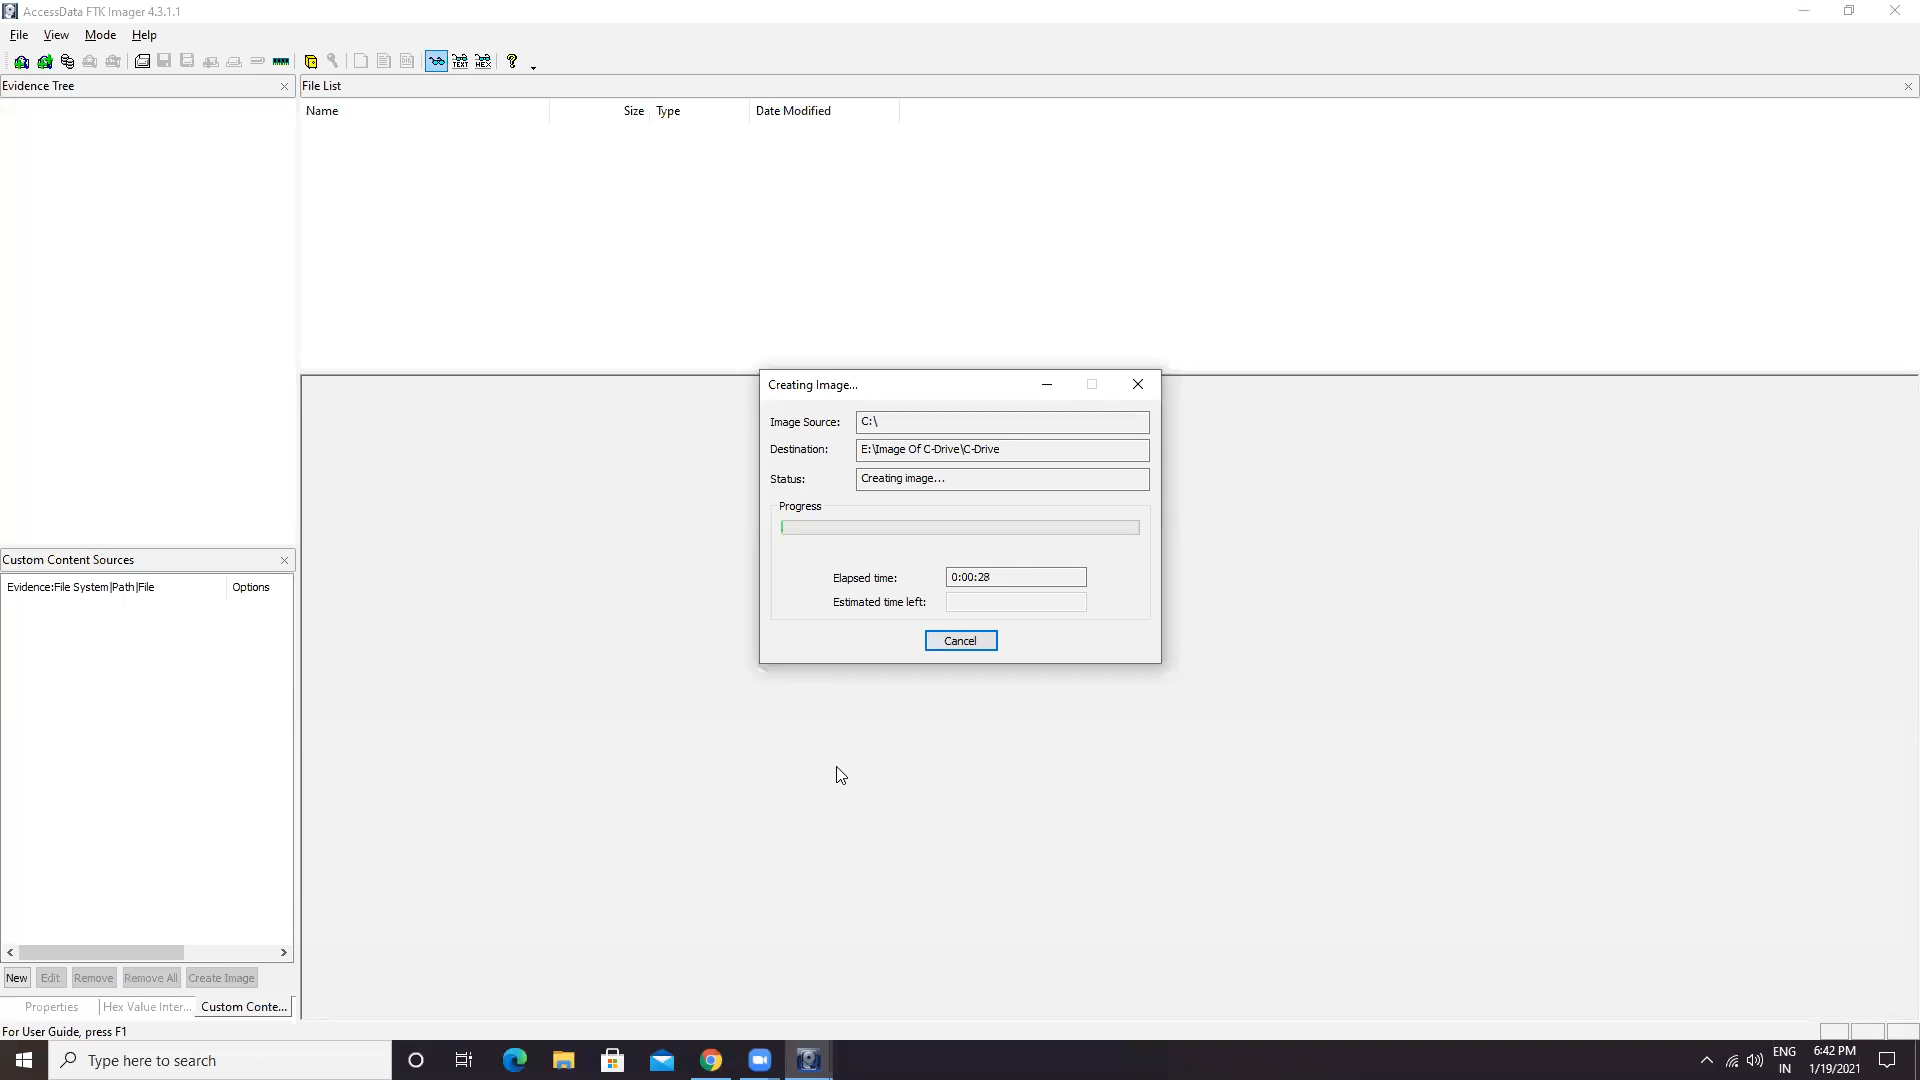 AccessData FTK Imager 4.3.1.1
File View Mode Help
TEXT HEX ?
Evidence Tree
File List
Name Size Type Date Modified
Creating Image...
Image Source: C:\
Destination: E:\Image Of C-Drive\C-Drive
Status: Creating image...
Progress
Elapsed time: 0:00:28
Estimated time left:
Cancel
Custom Content Sources
Evidence:File System|Path|File Options
New Edit Remove Remove All Create Image
Properties Hex Value Inter... Custom Conte...
For User Guide, press F1
Type here to search
ENG
IN
6:42 PM
1/19/2021